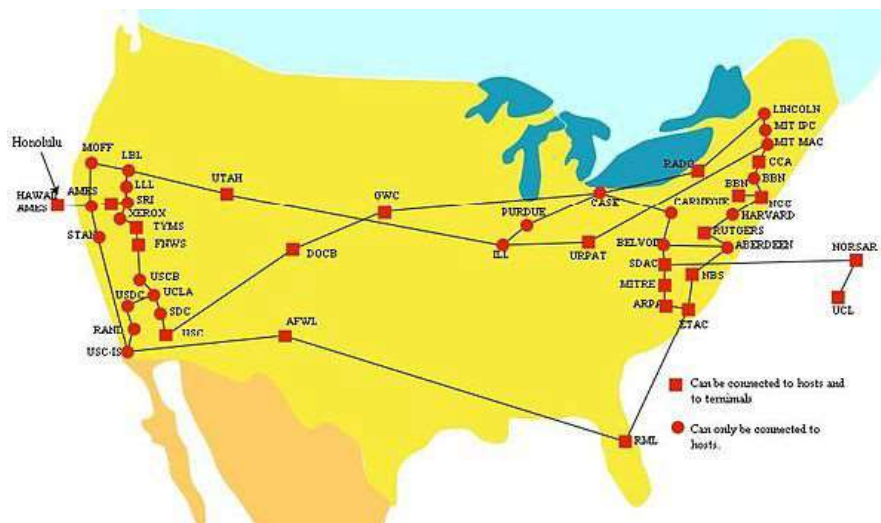 LINCOLN
MIT IPC
MIT MAC
Honolulu
MOFF
LBL
CCA
RADC
BBN
UTAH
LLL
BBN
HAWAII
AMES
SRI
GWC
NCC
AMES
CASE
CARNEGIE
XEROX
PURDUE
HARVARD
TYMS
RUTGERS
STAN
FNWS
BELVOI
ABERDEEN
NORSAR
DOCB
ILL
URPAT
SDAC
NBS
USCB
MITRE
USDC
UCLA
ARPA
UCL
SDC
ETAC
AFWL
RAND
USC
USC-IS
Can be connected to hosts and
to terminals
Can only be connected to
hosts.
RML